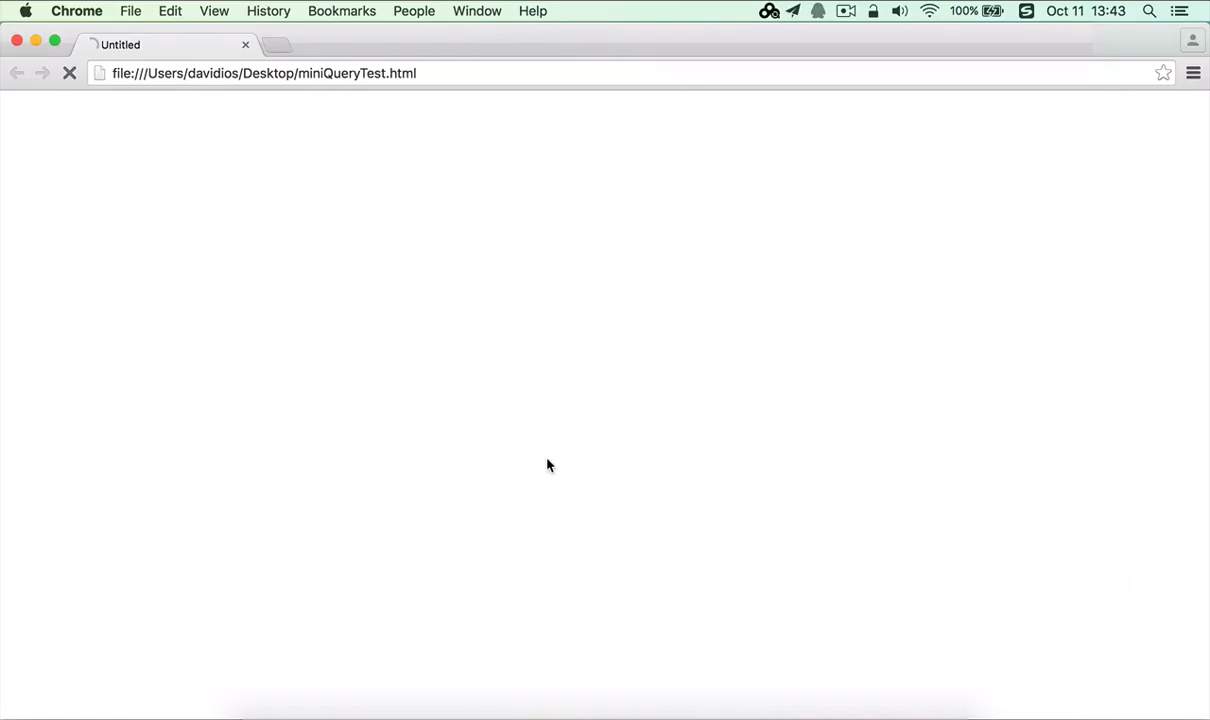 Chrome File Edit View History Bookmarks People Window Help 100% Oct 11 13:43
Untitled
file:///Users/davidios/Desktop/miniQueryTest.html